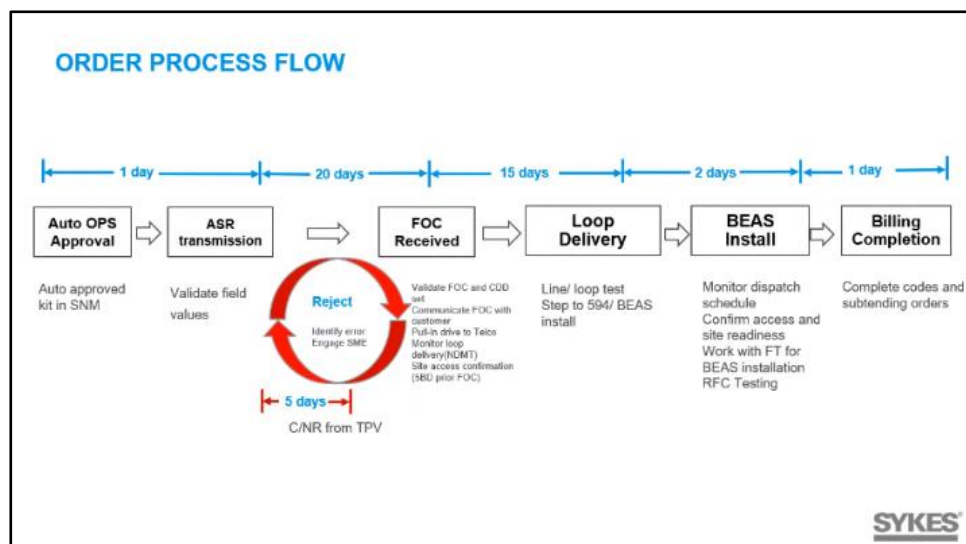 ORDER PROCESS FLOW
1 day
20 days
15 days
2 days
1 day
Auto OPS
Approval
ASR
transmission
FOC
Received
Loop
Delivery
BEAS
Install
Billing
Completion
Auto approved
kit in SNM
Validate field
values
Reject
Identify error
Engage SME
5 days
C/NR from TPV
Validate FOC and CDD
set
Communicate FOC with
customer
Pull-in drive to Telco
Monitor loop
delivery(NDMT)
Site access confirmation
(5BD prior FOC)
Line/ loop test
Step to 594/ BEAS
install
Monitor dispatch
schedule
Confirm access and
site readiness
Work with FT for
BEAS installation
RFC Testing
Complete codes and
subtending orders
SYKES